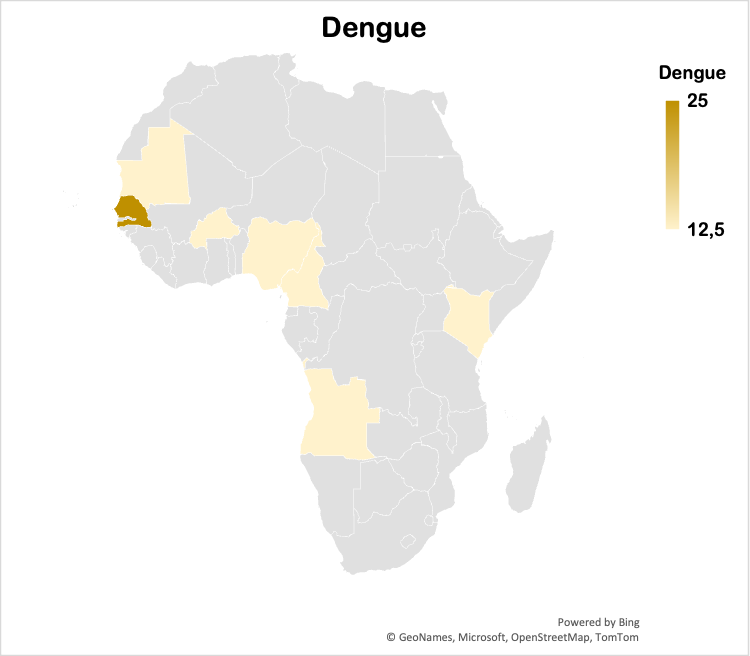 Dengue
Dengue
25
12,5
Powered by Bing
© GeoNames, Microsoft, OpenStreetMap, TomTom